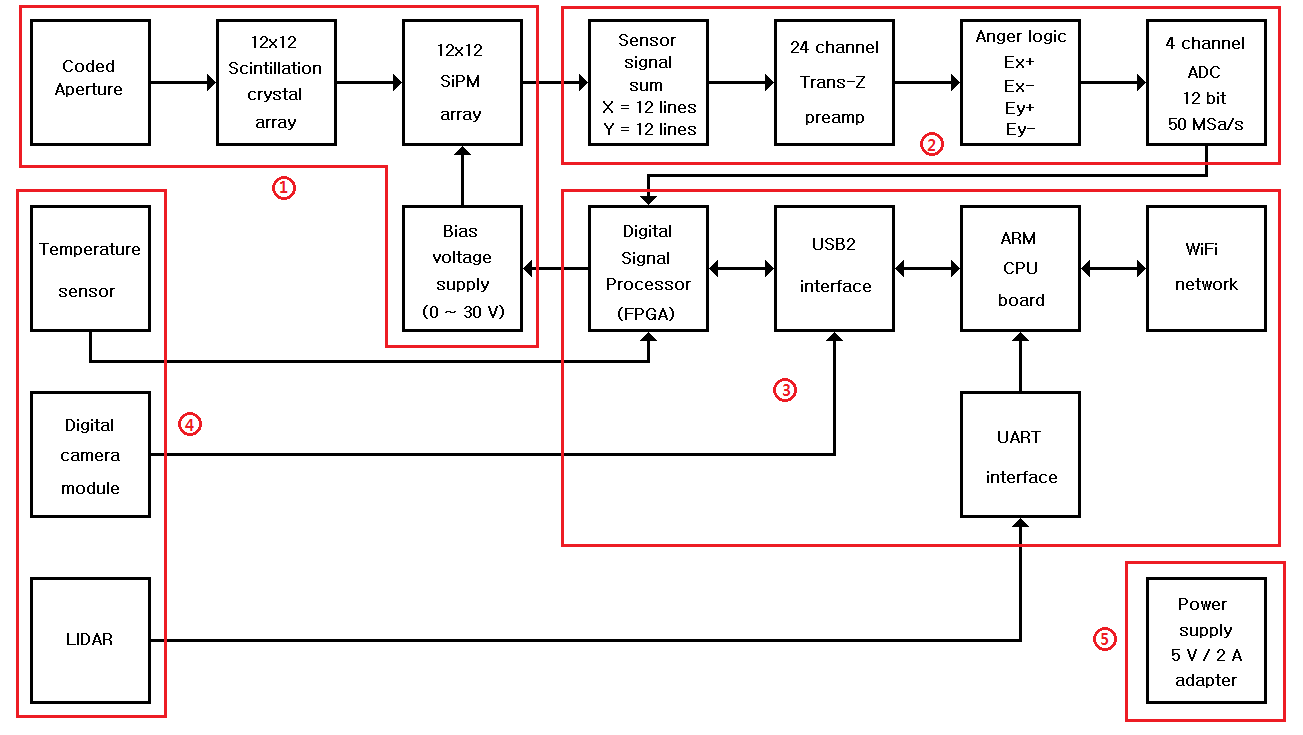 Coded
Aperture
12x12
Scintillation
crystal
array
12x12
SiPM
array
Sensor
signal
sum
X = 12 lines
Y = 12 lines
24 channel
Trans-Z
preamp
Anger logic
Ex+
Ex-
Ey+
Ey-
4 channel
ADC
12 bit
50 MSa/s
②
①
Temperature
sensor
Bias
voltage
supply
(0 ~ 30 V)
Digital
Signal
Processor
(FPGA)
USB2
interface
ARM
CPU
board
WiFi
network
③
④
Digital
camera
module
UART
interface
LIDAR
⑤
Power
supply
5 V / 2 A
adapter